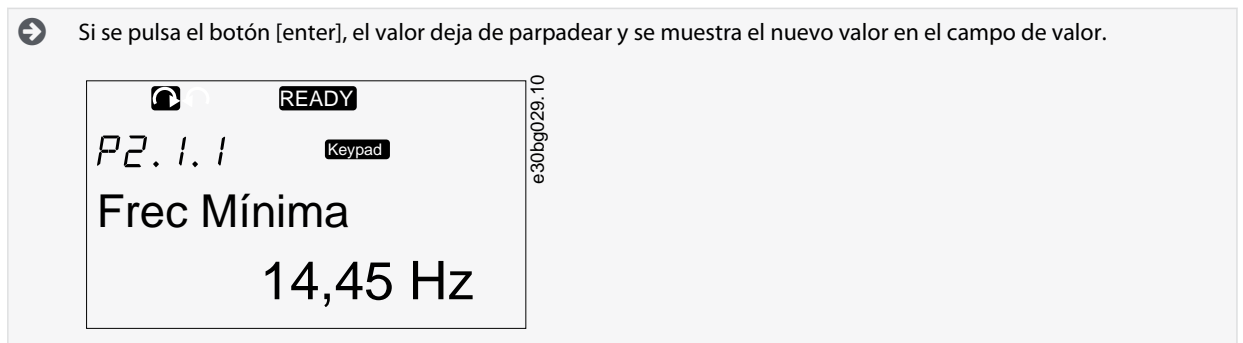 Si se pulsa el botón [enter], el valor deja de parpadear y se muestra el nuevo valor en el campo de valor.
READY
P2.1.1 Keypad
Frec Mínima
14,45 Hz
e30bg029.10